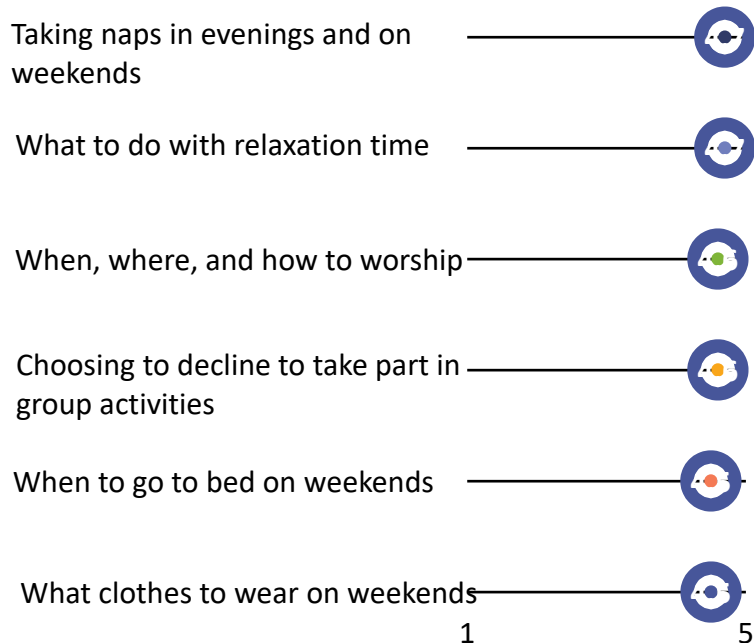 Taking naps in evenings and on
weekends
What to do with relaxation time
When, where, and how to worship
Choosing to decline to take part in
group activities
When to go to bed on weekends
What clothes to wear on weekends
1
5